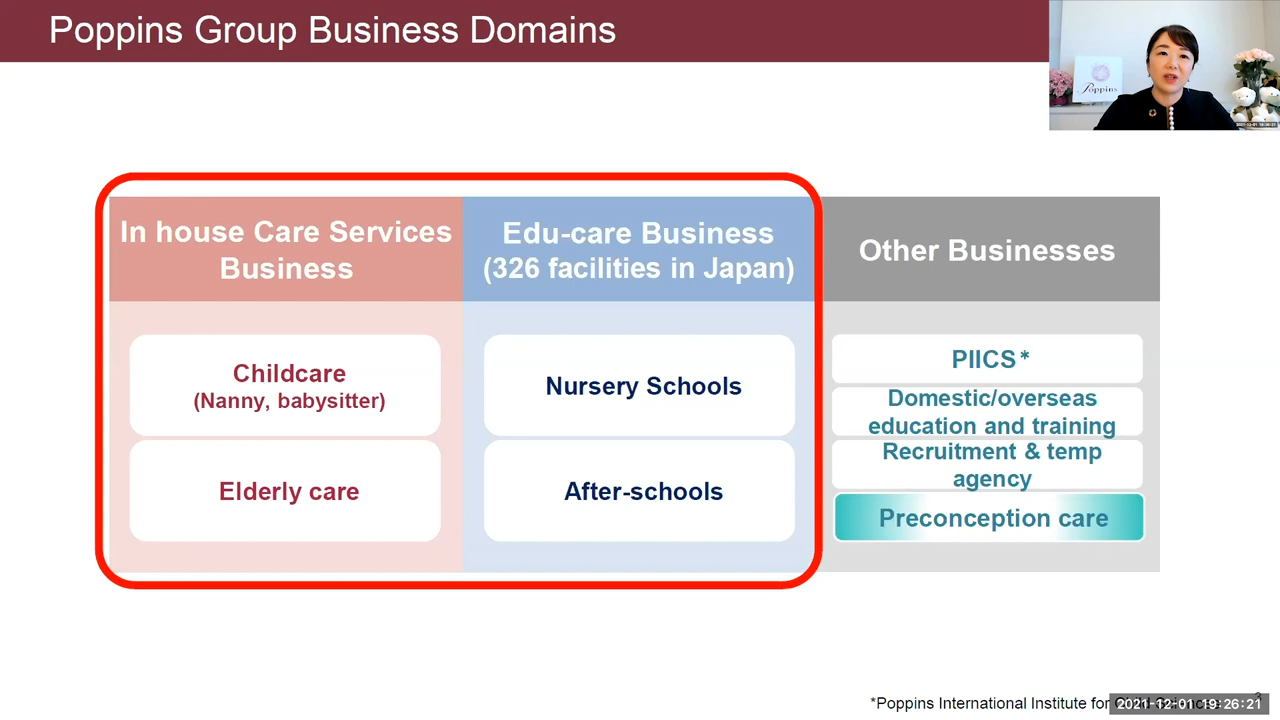 Poppins Group Business Domains
Poppins
In house Care Services
Business
Edu-care Business
(326 facilities in Japan)
Other Businesses
Childcare
(Nanny, babysitter)
Elderly care
Nursery Schools
After-schools
PIICS*
Domestic/overseas
education and training
Recruitment & temp
agency
Preconception care
*Poppins International Institute for
2021-12-01 19:26:21